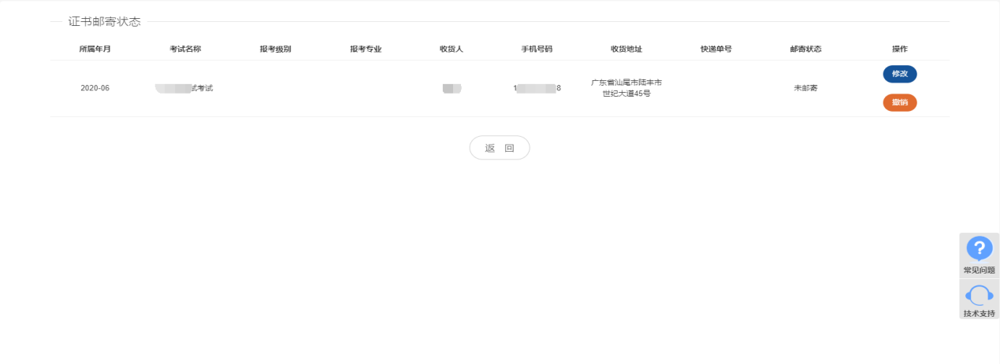 证书邮寄状态
所属年月 考试名称 报考级别 报考专业 收货人 手机号码 收货地址 快递单号 邮寄状态 操作
2020-06 试考试 1 8 广东省汕尾市陆丰市 未邮寄 修改
世纪大道45号
撤销
返 回
常见问题
技术支持